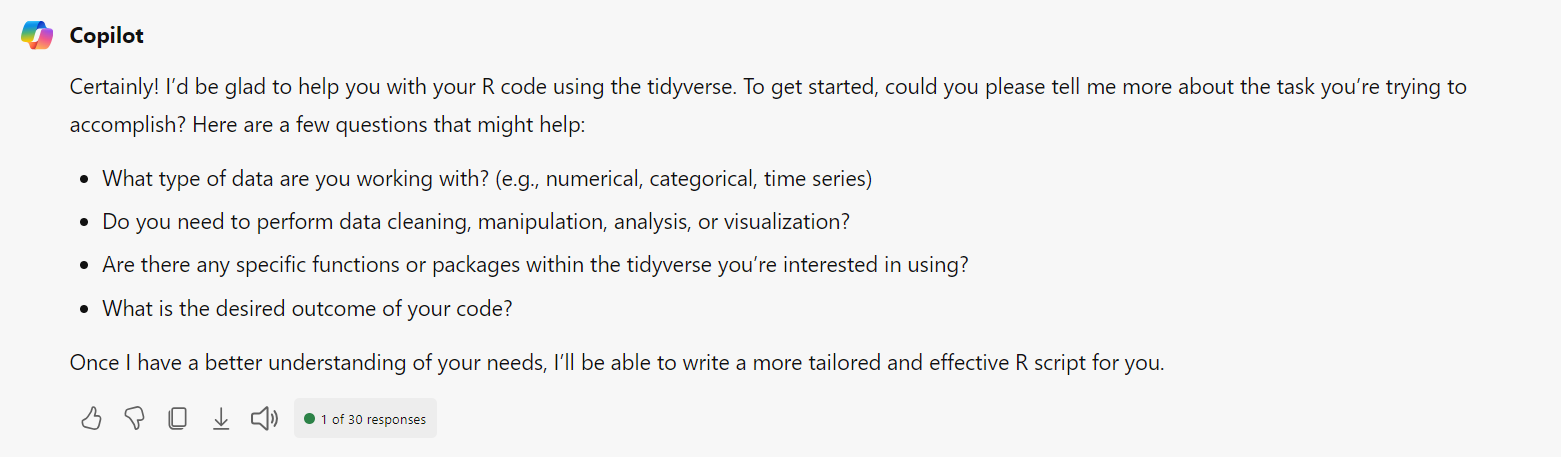 Copilot
Certainly! I’d be glad to help you with your R code using the tidyverse. To get started, could you please tell me more about the task you’re trying to
accomplish? Here are a few questions that might help:
• What type of data are you working with? (e.g., numerical, categorical, time series)
• Do you need to perform data cleaning, manipulation, analysis, or visualization?
• Are there any specific functions or packages within the tidyverse you’re interested in using?
• What is the desired outcome of your code?
Once I have a better understanding of your needs, I’ll be able to write a more tailored and effective R script for you.
1 of 30 responses